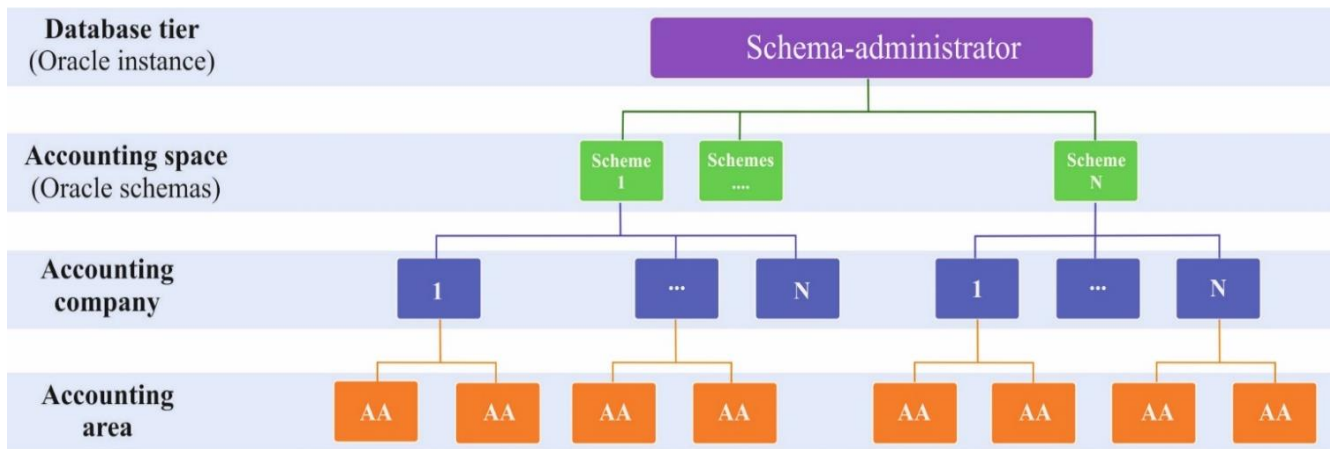 Database tier
(Oracle instance)
Schema-administrator
Accounting space
(Oracle schemas)
Scheme
1
Schemes
....
Scheme
N
Accounting
company
1
...
N
1
...
N
Accounting
area
AA
AA
AA
AA
AA
AA
AA
AA